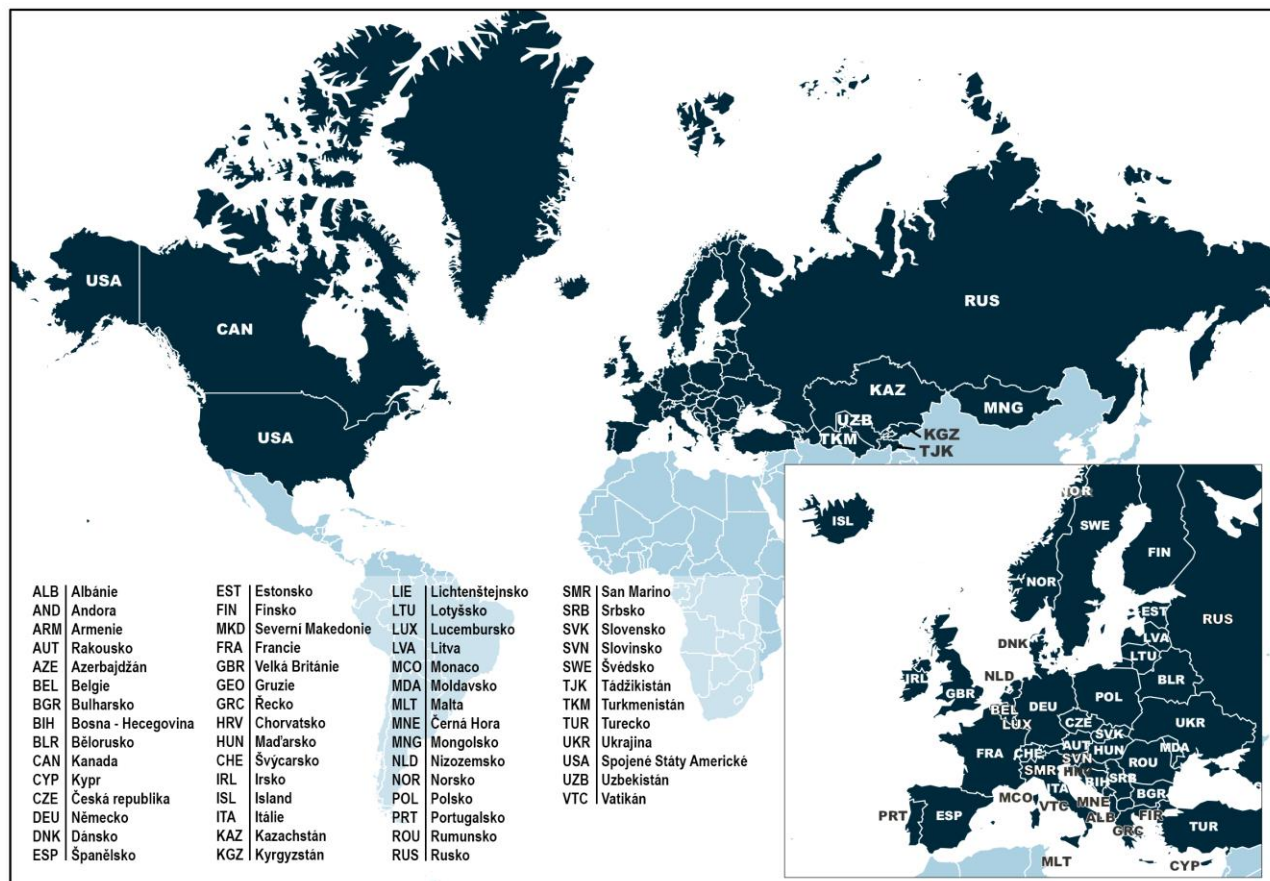 USA
CAN
RUS
KAZ
MNG
UZB
USA
TKM
KGZ
TJK
ALB Albánie
AND Andora
ARM Armenie
AUT Rakousko
AZE Azerbajdžán
BEL Belgie
BGR Bulharsko
BIH Bosna - Hecegovina
BLR Bělorusko
CAN Kanada
CYP Kypr
CZE Česká republika
DEU Německo
DNK Dánsko
ESP Španělsko
EST Estonsko
FIN Finsko
MKD Severní Makedonie
FRA Francie
GBR Velká Británie
GEO Gruzie
GRC Řecko
HRV Chorvatsko
HUN Maďarsko
CHE Švýcarsko
IRL Irsko
ISL Island
ITA Itálie
KAZ Kazachstán
KGZ Kyrgyzstán
LIE Lichtenštejnsko
LTU Lotyšsko
LUX Lucembursko
LVA Litva
MCO Monaco
MDA Moldavsko
MLT Malta
MNE Černá Hora
MNG Mongolsko
NLD Nizozemsko
NOR Norsko
POL Polsko
PRT Portugalsko
ROU Rumunsko
RUS Rusko
SMR San Marino
SRB Srbsko
SVK Slovensko
SVN Slovinsko
SWE Švédsko
TJK Tádžikistán
TKM Turkmenistán
TUR Turecko
UKR Ukrajina
USA Spojené Státy Americké
UZB Uzbekistán
VTC Vatikán
NOR
ISL
SWE
FIN
NOR
EST
RUS
DNK
LVA
LTU
IRL
NLD
BLR
GBR
POL
DEU
BEL
LUX
CZE
UKR
SVK
AUT
HUN
MDA
FRA
CHE
SVN
ROU
SMR
HRV
BIH
SRB
ITA
BGR
MCO
VTC
MNE
PRT
ESP
ALB
FIR
TUR
GRC
MLT
CYP